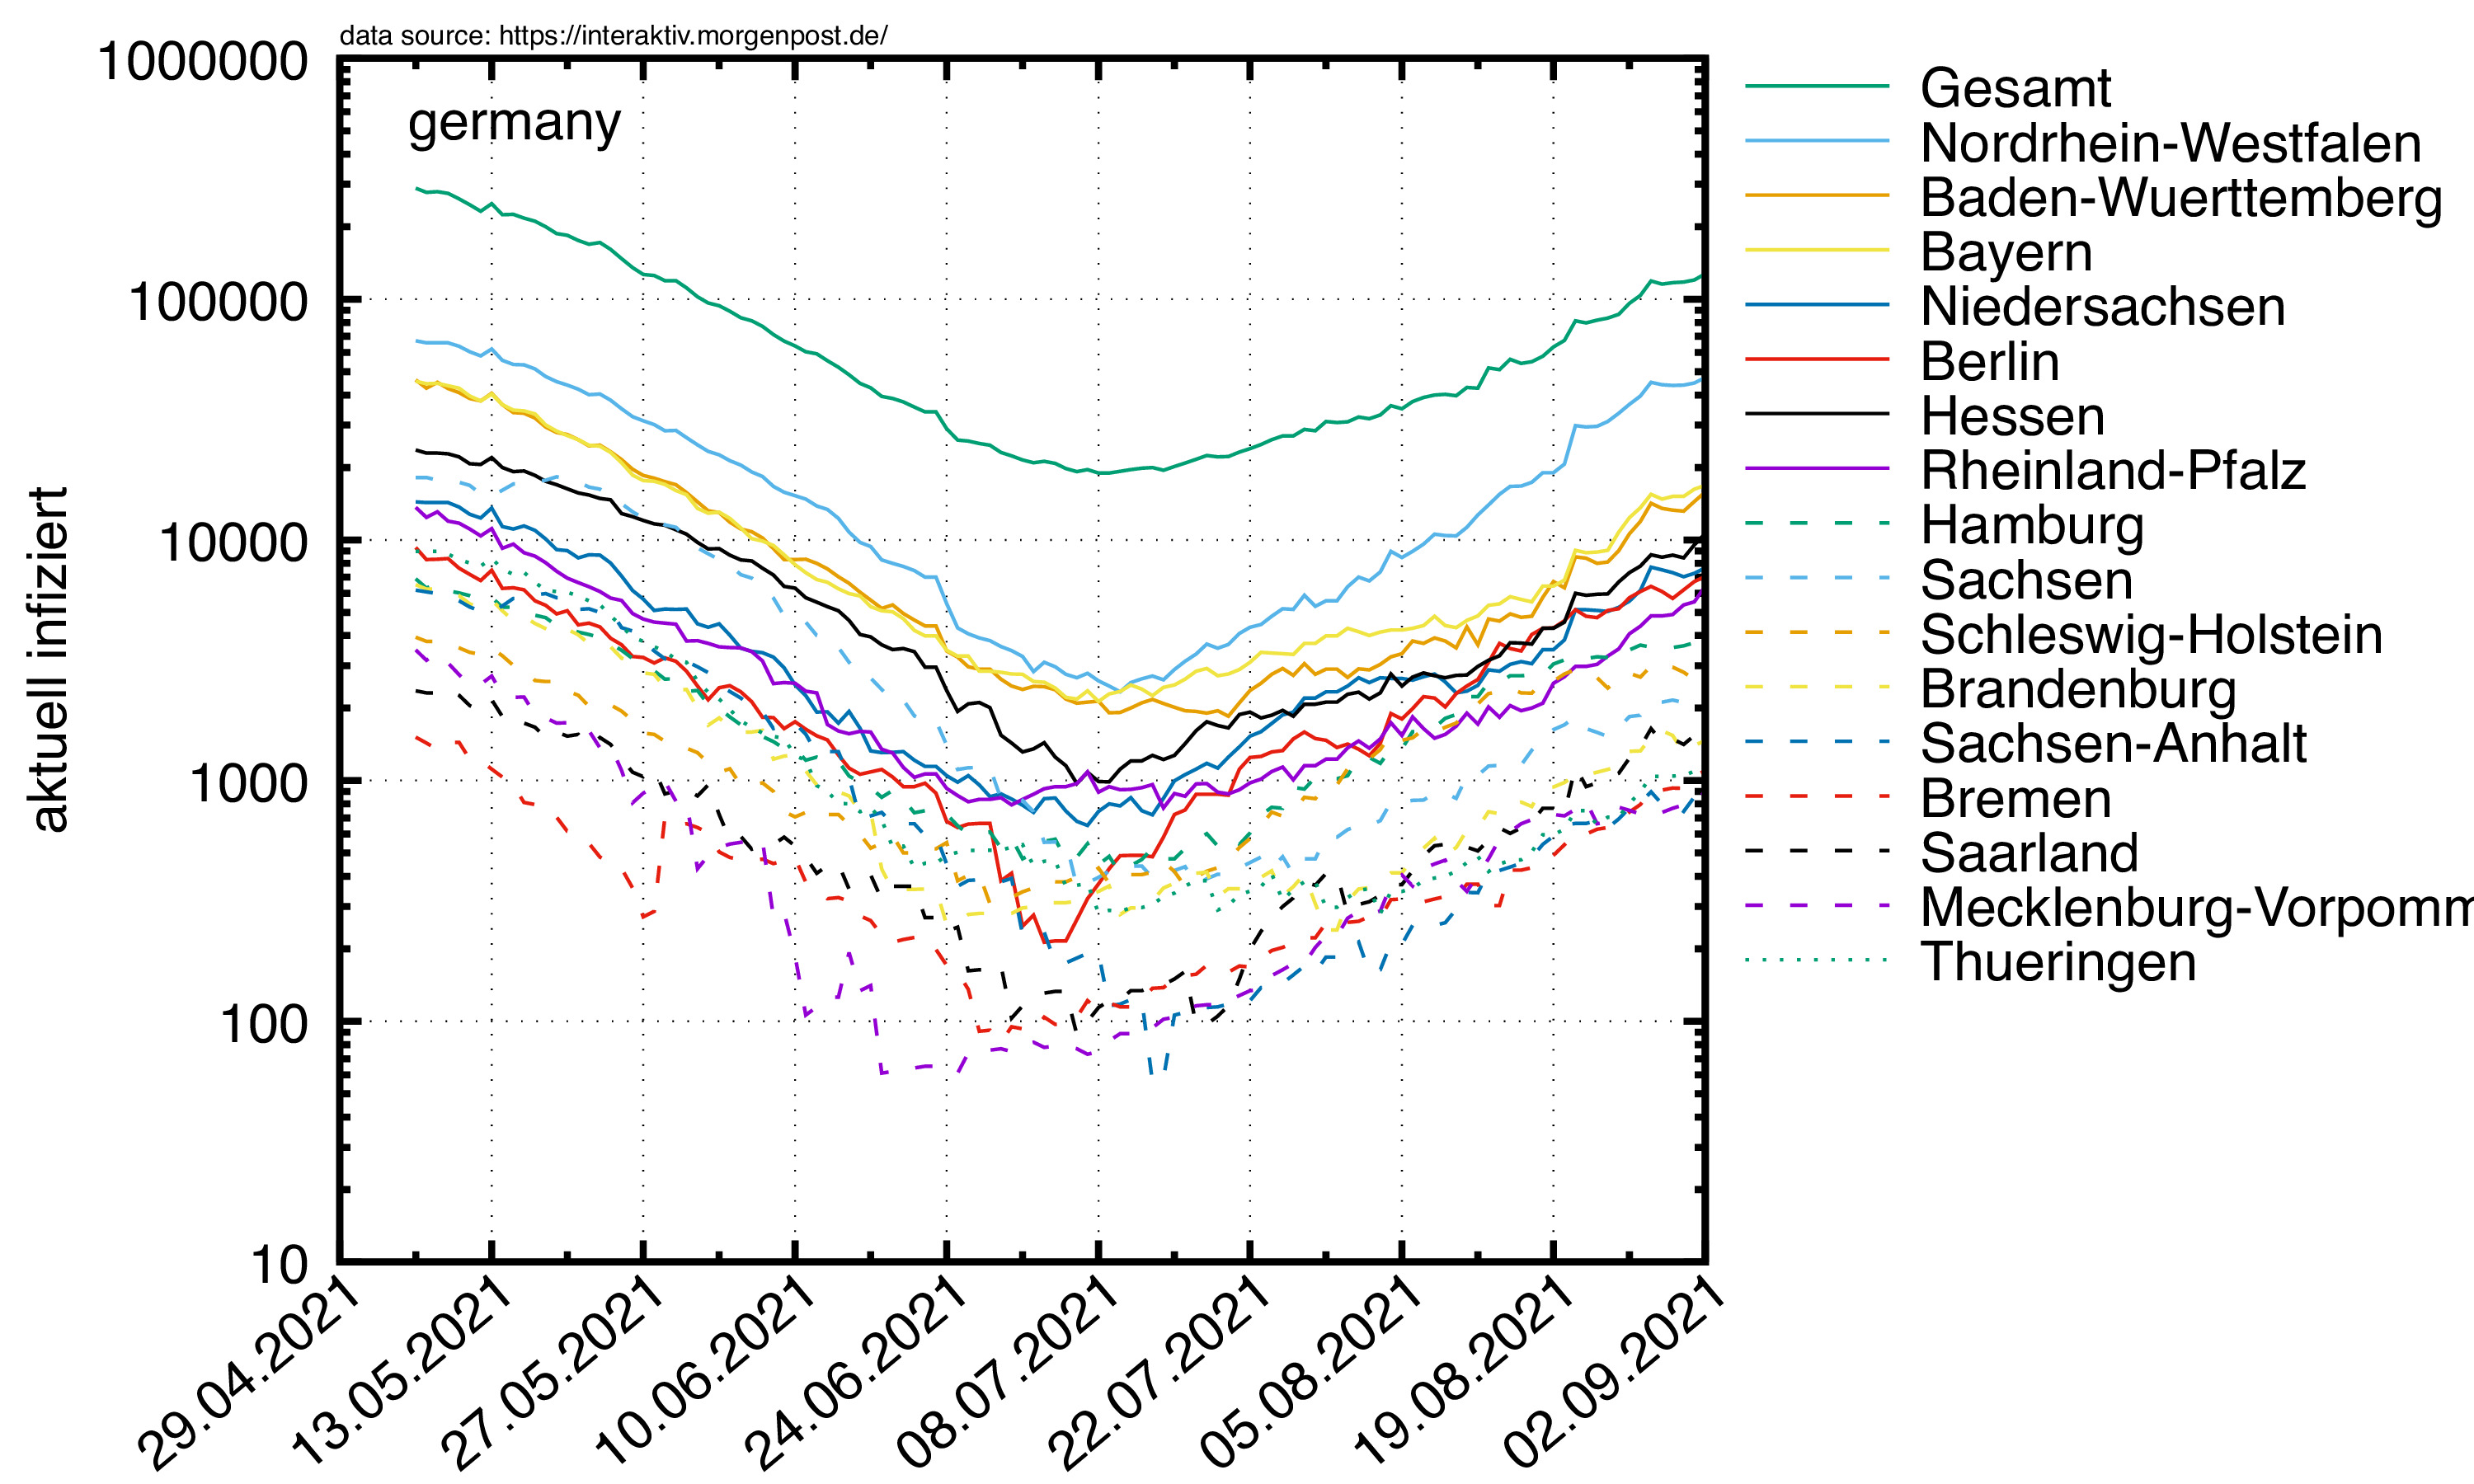 data source: https://interaktiv.morgenpost.de/
germany
aktuell infiziert
1000000
100000
10000
1000
100
10
29.04.2021
13.05.2021
27.05.2021
10.06.2021
24.06.2021
08.07.2021
22.07.2021
05.08.2021
19.08.2021
02.09.2021
Gesamt
Nordrhein-Westfalen
Baden-Wuerttemberg
Bayern
Niedersachsen
Berlin
Hessen
Rheinland-Pfalz
Hamburg
Sachsen
Schleswig-Holstein
Brandenburg
Sachsen-Anhalt
Bremen
Saarland
Mecklenburg-Vorpomm
Thueringen